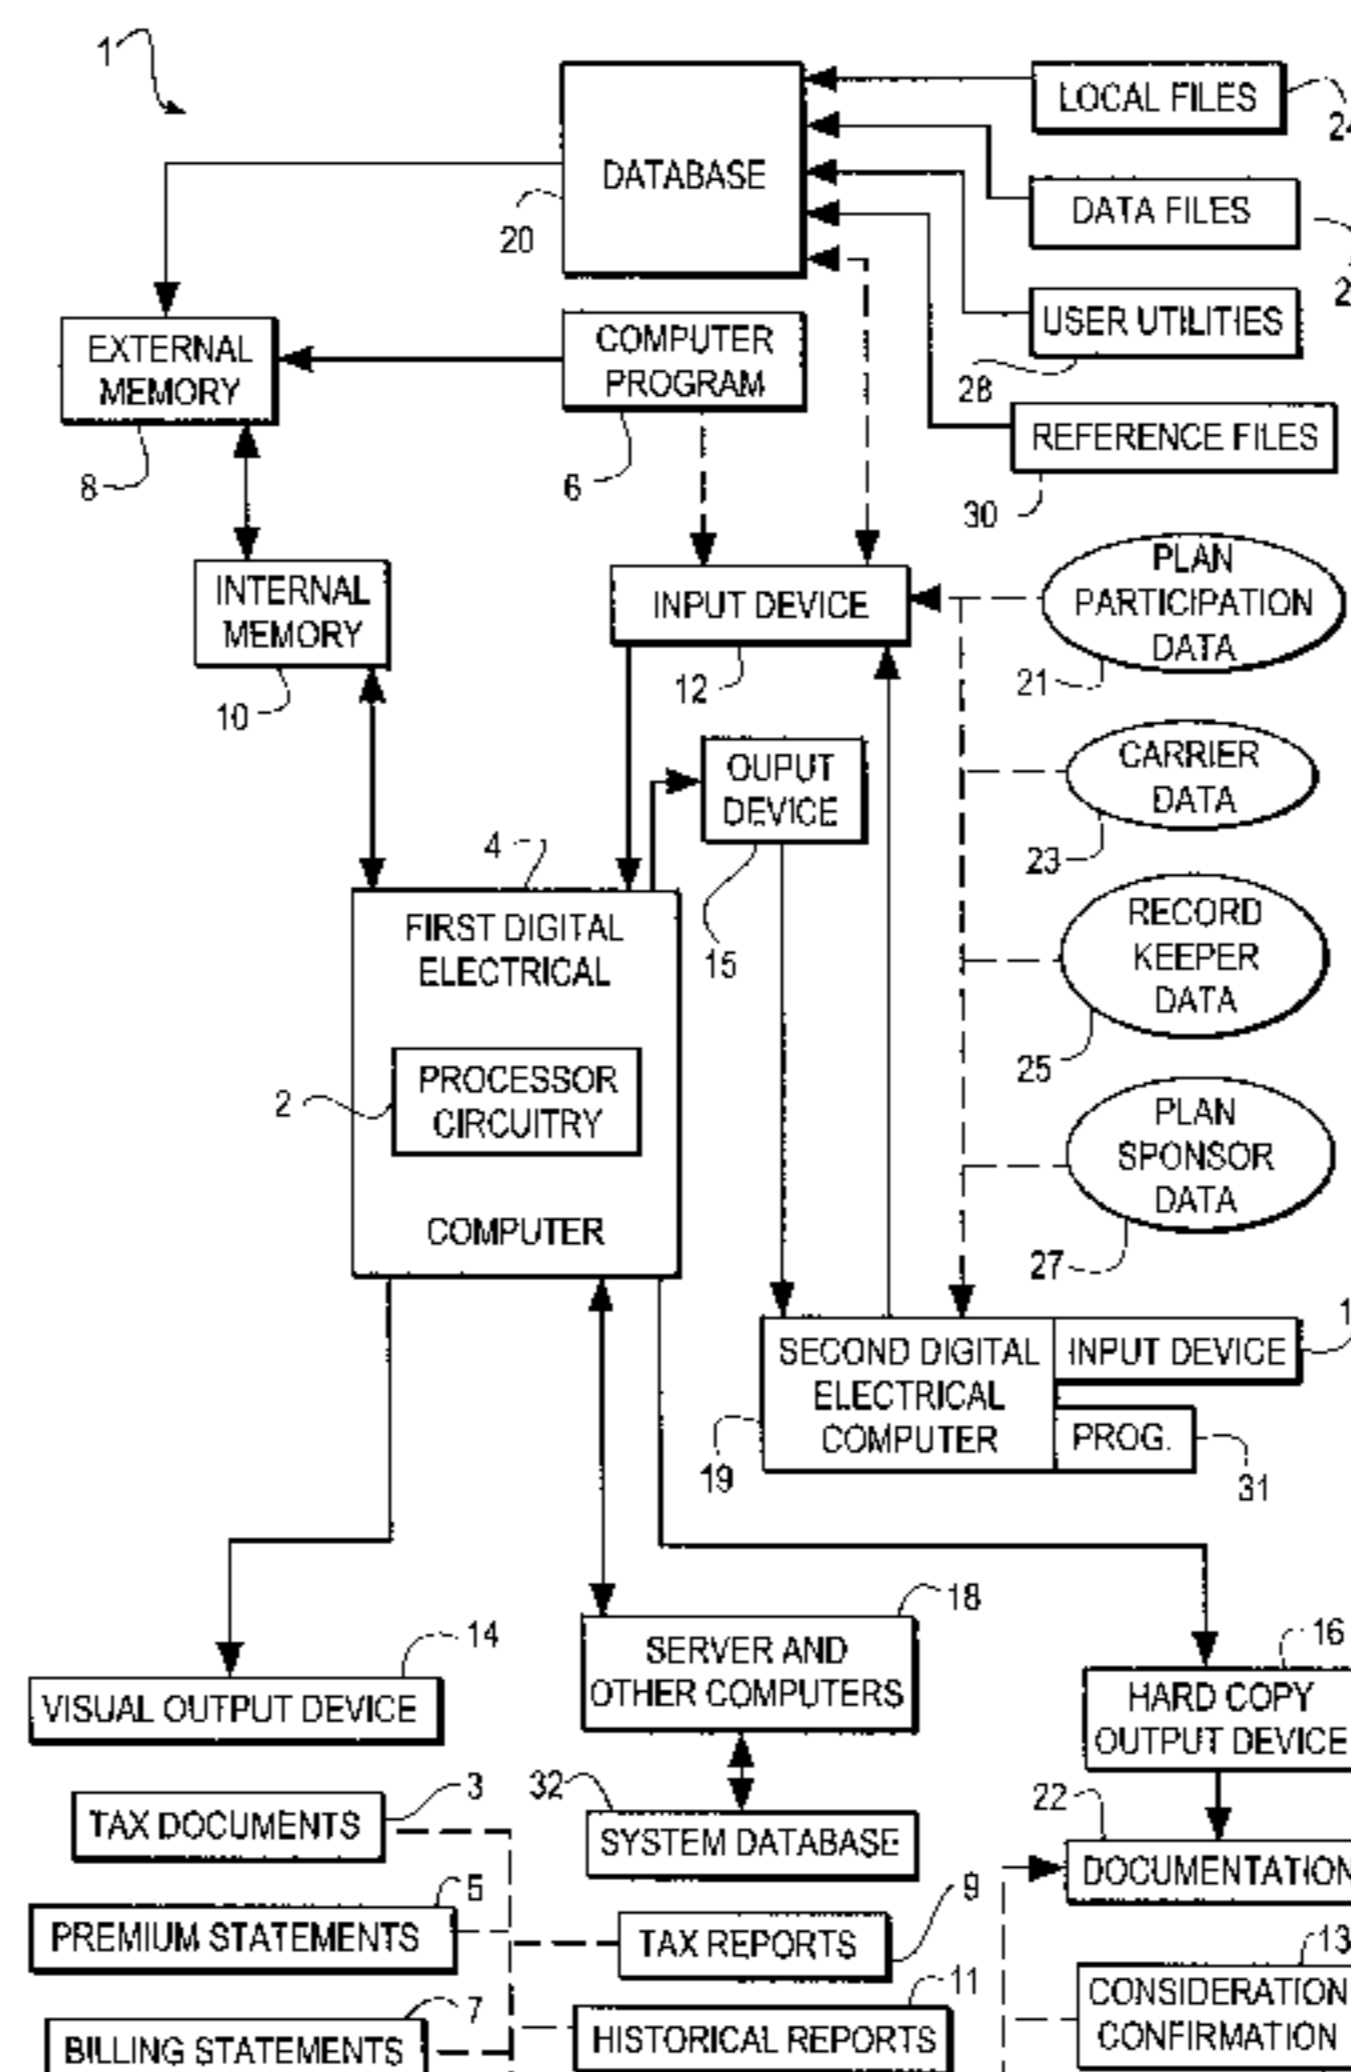 1
DATABASE
20
LOCAL FILES
DATA FILES
USER UTILITIES
28
REFERENCE FILES
30
EXTERNAL
MEMORY
8
COMPUTER
PROGRAM
6
INTERNAL
MEMORY
10
INPUT DEVICE
12
PLAN
PARTICIPATION
DATA
21
OUPUT
DEVICE
15
CARRIER
DATA
23
4
FIRST DIGITAL
ELECTRICAL
PROCESSOR
CIRCUITRY
2
COMPUTER
RECORD
KEEPER
DATA
25
PLAN
SPONSOR
DATA
27
SECOND DIGITAL
ELECTRICAL
COMPUTER
19
INPUT DEVICE
PROG.
31
14
VISUAL OUTPUT DEVICE
18
SERVER AND
OTHER COMPUTERS
16
HARD COPY
OUTPUT DEVICE
3
TAX DOCUMENTS
32
SYSTEM DATABASE
22
DOCUMENTATION
5
PREMIUM STATEMENTS
9
TAX REPORTS
13
CONSIDERATION
CONFIRMATION
7
BILLING STATEMENTS
11
HISTORICAL REPORTS